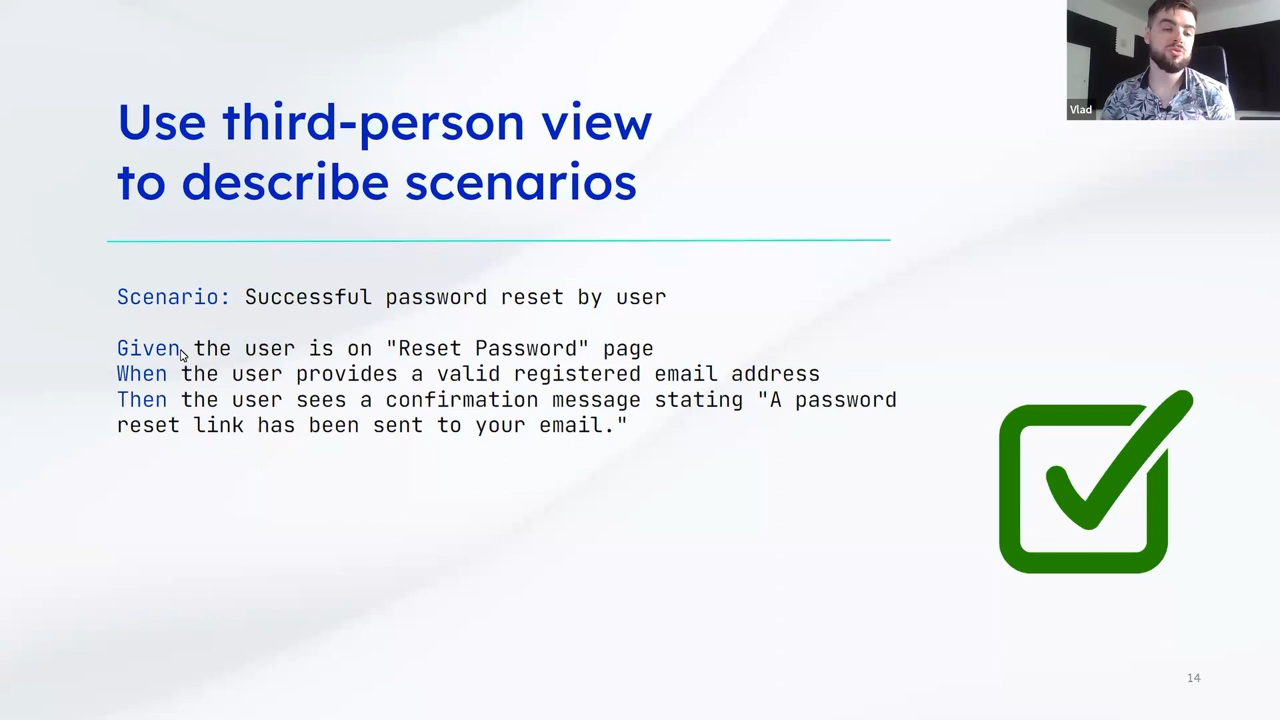 Vlad
Use third-person view
to describe scenarios
Scenario: Successful password reset by user
Given the user is on "Reset Password" page
When the user provides a valid registered email address
Then the user sees a confirmation message stating "A password
reset link has been sent to your email."
14